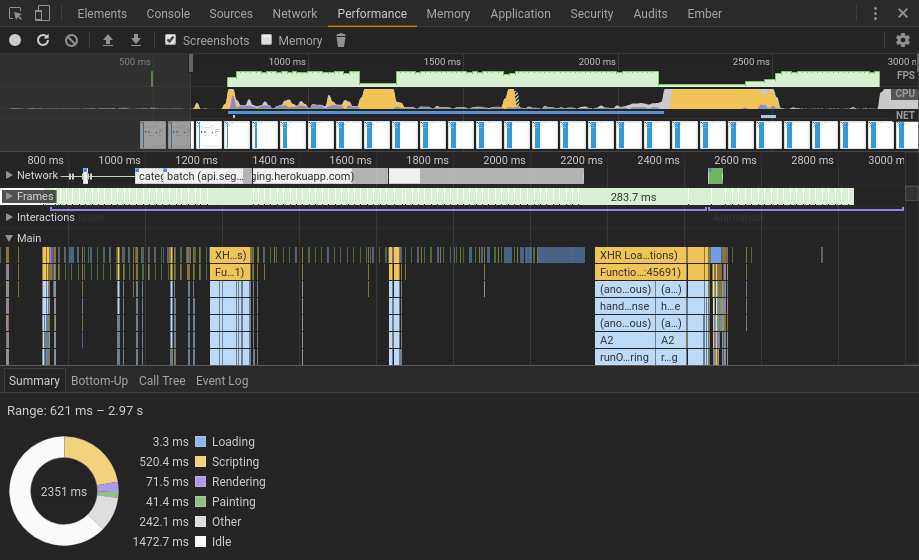 Elements Console Sources Network Performance Memory Application Security Audits Ember
Screenshots Memory
500 ms 1000 ms 1500 ms 2000 ms 2500 ms 3000 n
FPS
CPU
NET
800 ms 1000 ms 1200 ms 1400 ms 1600 ms 1800 ms 2000 ms 2200 ms 2400 ms 2600 ms 2800 ms 3000 m
Network categ batch (api.seg… ging.herokuapp.com)
Frames 283.7 ms
Interactions Animation
Main
XH…s) XHR Loa…tions)
Fu…1) Functio…:45691)
(ano…ous) (a…)
hand…nse h…e
(ano…ous) (a…)
A2 A2
runO…ring r…g
Summary Bottom-Up Call Tree Event Log
Range: 621 ms – 2.97 s
3.3 ms Loading
520.4 ms Scripting
71.5 ms Rendering
2351 ms
41.4 ms Painting
242.1 ms Other
1472.7 ms Idle